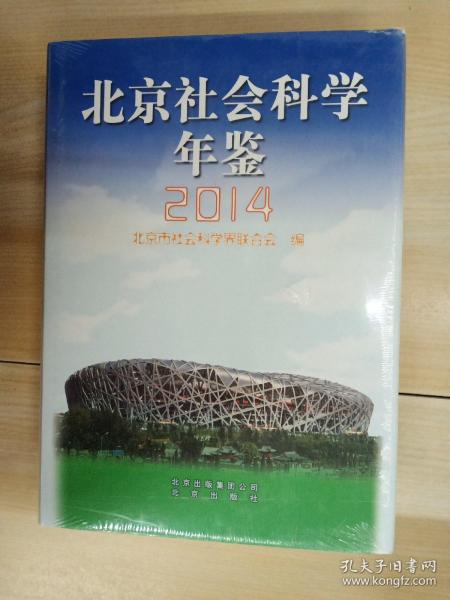 北京社会科学
年鉴
2014
北京市社会科学界联合会 编
北京出版集团公司
北京出版社
孔夫子旧书网
www.kongfz.com